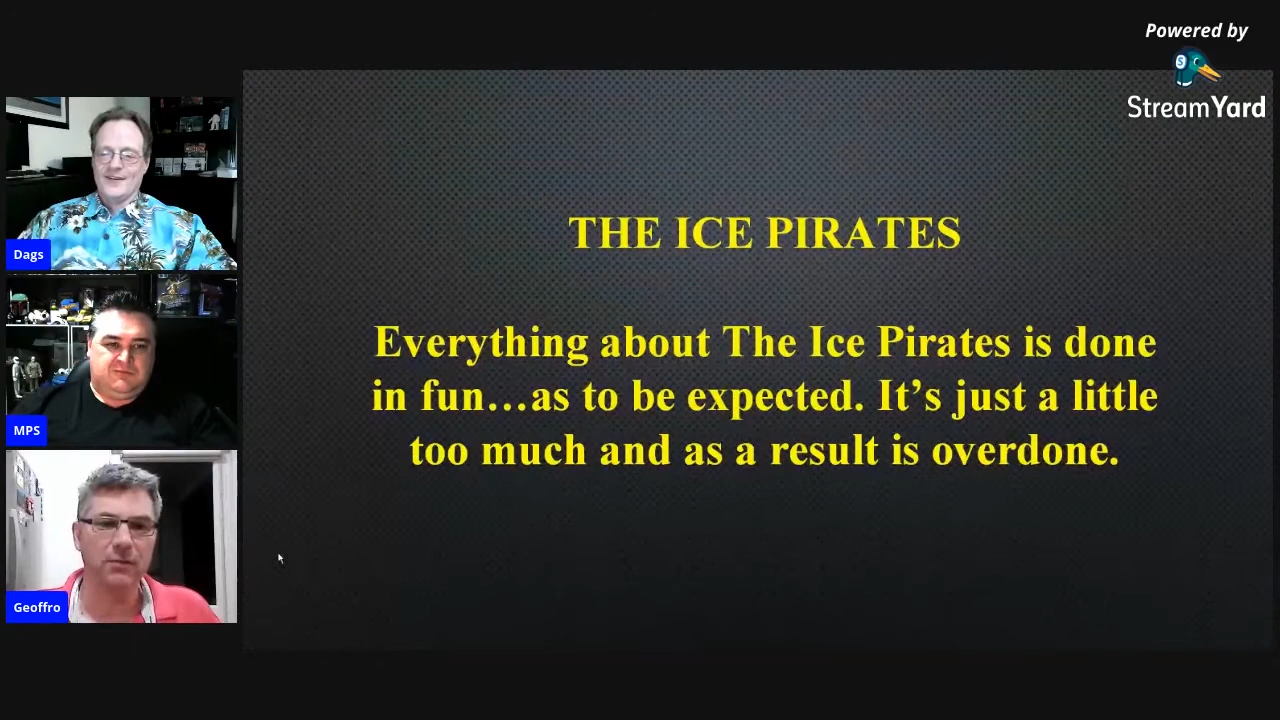 Powered by
StreamYard
THE ICE PIRATES
Everything about The Ice Pirates is done
in fun…as to be expected. It’s just a little
too much and as a result is overdone.
Dags
MPS
Geoffro